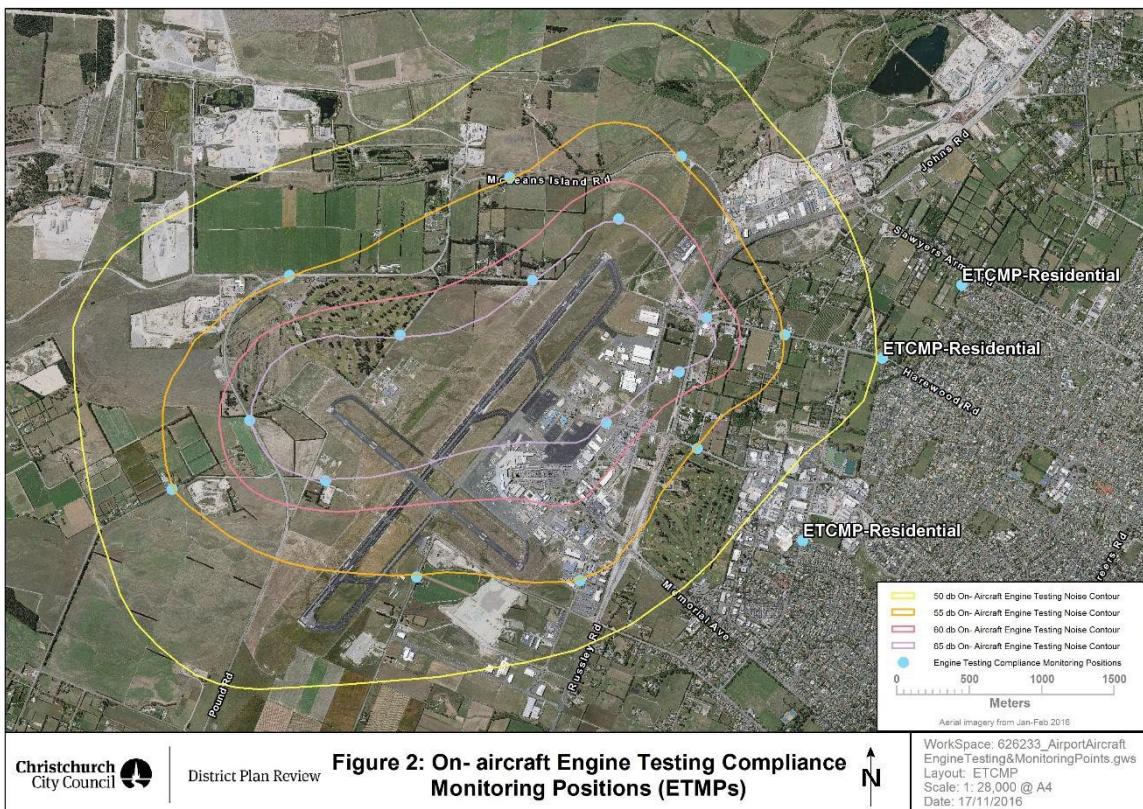 McLeans Island Rd
Johns Rd
ETCMP-Residential
ETCMP-Residential
Harewood Rd
ETCMP-Residential
Memorial Ave
Russley Rd
Pound Rd
50 db On- Aircraft Engine Testing Noise Contour
55 db On- Aircraft Engine Testing Noise Contour
60 db On- Aircraft Engine Testing Noise Contour
65 db On- Aircraft Engine Testing Noise Contour
Engine Testing Compliance Monitoring Positions
0 500 1000 1500
Meters
Aerial imagery from Jan-Feb 2016
Christchurch
City Council
District Plan Review
Figure 2: On- aircraft Engine Testing Compliance
Monitoring Positions (ETMPs)
N
WorkSpace: 626233_AirportAircraft
EngineTesting&MonitoringPoints.gws
Layout: ETCMP
Scale: 1: 28,000 @ A4
Date: 17/11/2016